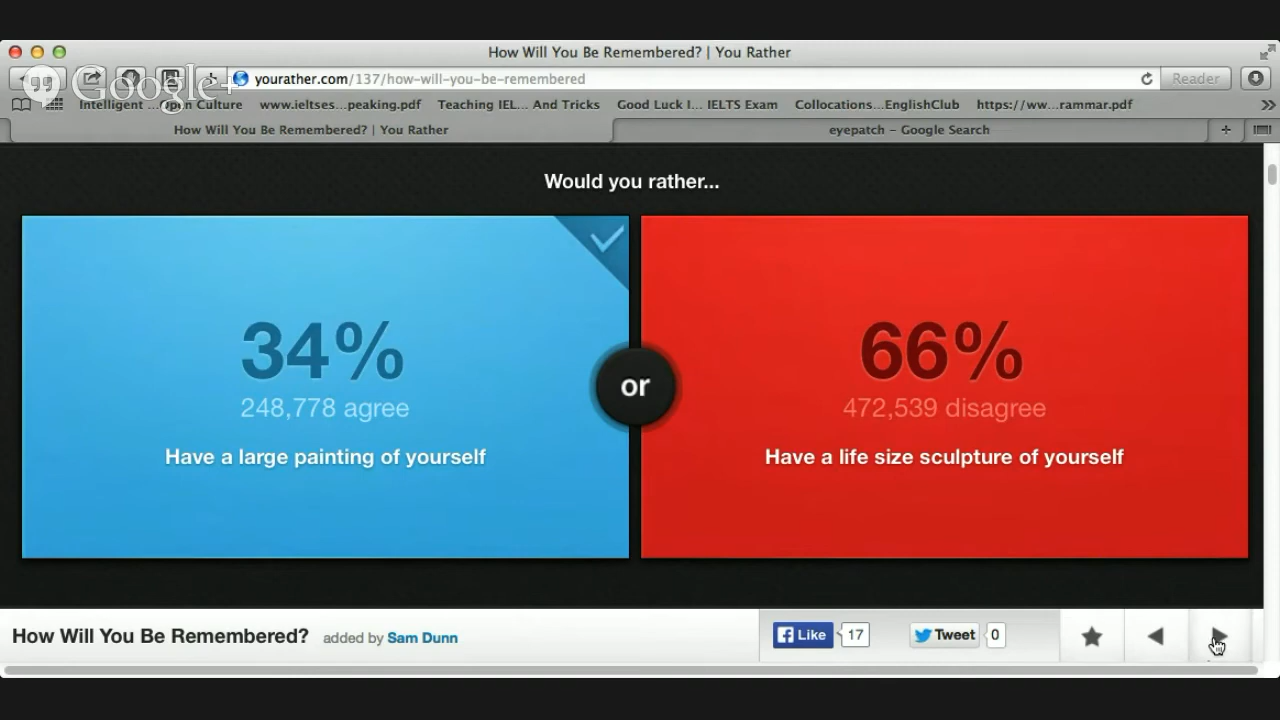 How Will You Be Remembered? | You Rather
Google+
yourather.com/137/how-will-you-be-remembered
Reader
Intelligent ...Open Culture
www.ieltses...peaking.pdf
Teaching IEL... And Tricks
Good Luck I... IELTS Exam
Collocations...EnglishClub
https://ww...rammar.pdf
How Will You Be Remembered? | You Rather
eyepatch – Google Search
Would you rather...
34%
248,778 agree
Have a large painting of yourself
or
66%
472,539 disagree
Have a life size sculpture of yourself
How Will You Be Remembered? added by Sam Dunn
Like 17
Tweet 0